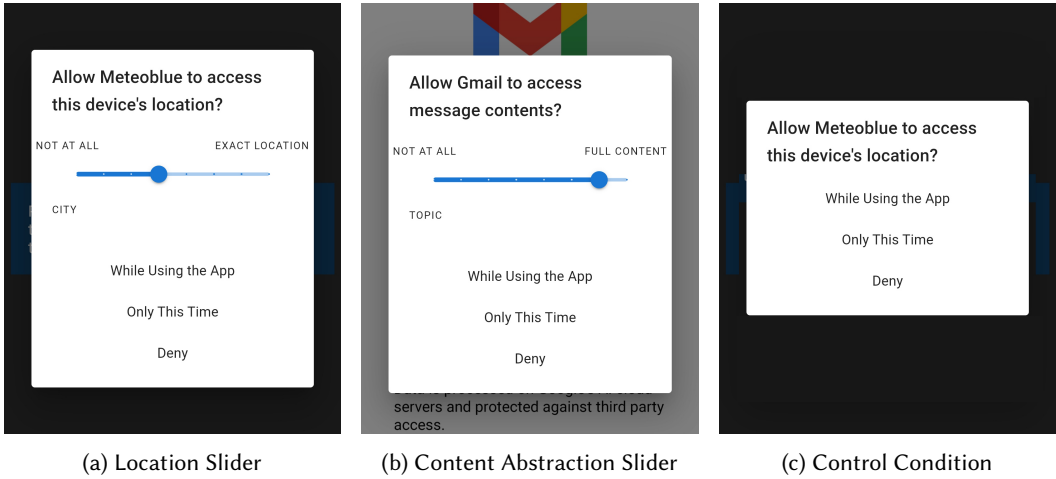 Allow Meteoblue to access
this device's location?
NOT AT ALL
EXACT LOCATION
CITY
While Using the App
Only This Time
Deny
Allow Gmail to access
message contents?
NOT AT ALL
FULL CONTENT
TOPIC
While Using the App
Only This Time
Deny
servers and protected against third party
access.
Allow Meteoblue to access
this device's location?
While Using the App
Only This Time
Deny
(a) Location Slider
(b) Content Abstraction Slider
(c) Control Condition